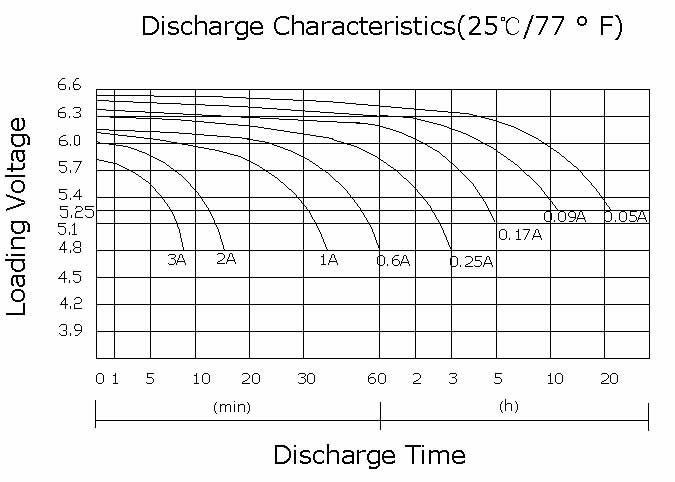 Discharge Characteristics(25℃/77 ° F)
Loading Voltage
6.6
6.3
6.0
5.7
5.4
5.25
5.1
4.8
4.5
4.2
3.9
3A 2A 1A 0.6A 0.25A 0.17A 0.09A 0.05A
0 1 5 10 20 30 60 2 3 5 10 20
(min) (h)
Discharge Time